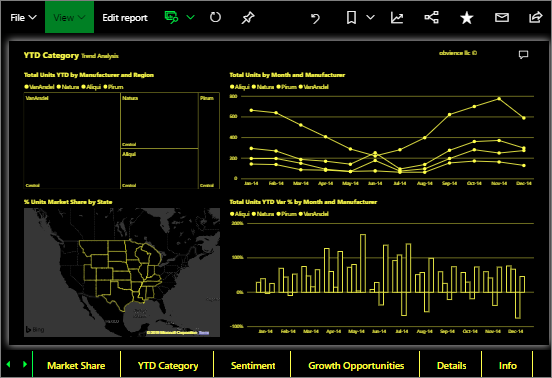 File View Edit report
YTD Category Trend Analysis
obvience llc ©
Total Units YTD by Manufacturer and Region
VanArsdel Natura Aliqui Pirum
VanArsdel Natura Pirum
Central
Aliqui
Central Central Central
Total Units by Month and Manufacturer
Aliqui Natura Pirum VanArsdel
800
600
400
200
0
Jan-14 Feb-14 Mar-14 Apr-14 May-14 Jun-14 Jul-14 Aug-14 Sep-14 Oct-14 Nov-14 Dec-14
% Units Market Share by State
Bing
© 2019 Microsoft Corporation Terms
Total Units YTD Var % by Month and Manufacturer
Aliqui Natura Pirum VanArsdel
200%
100%
0%
-100%
Jan-14 Feb-14 Mar-14 Apr-14 May-14 Jun-14 Jul-14 Aug-14 Sep-14 Oct-14 Nov-14 Dec-14
Market Share YTD Category Sentiment Growth Opportunities Details Info